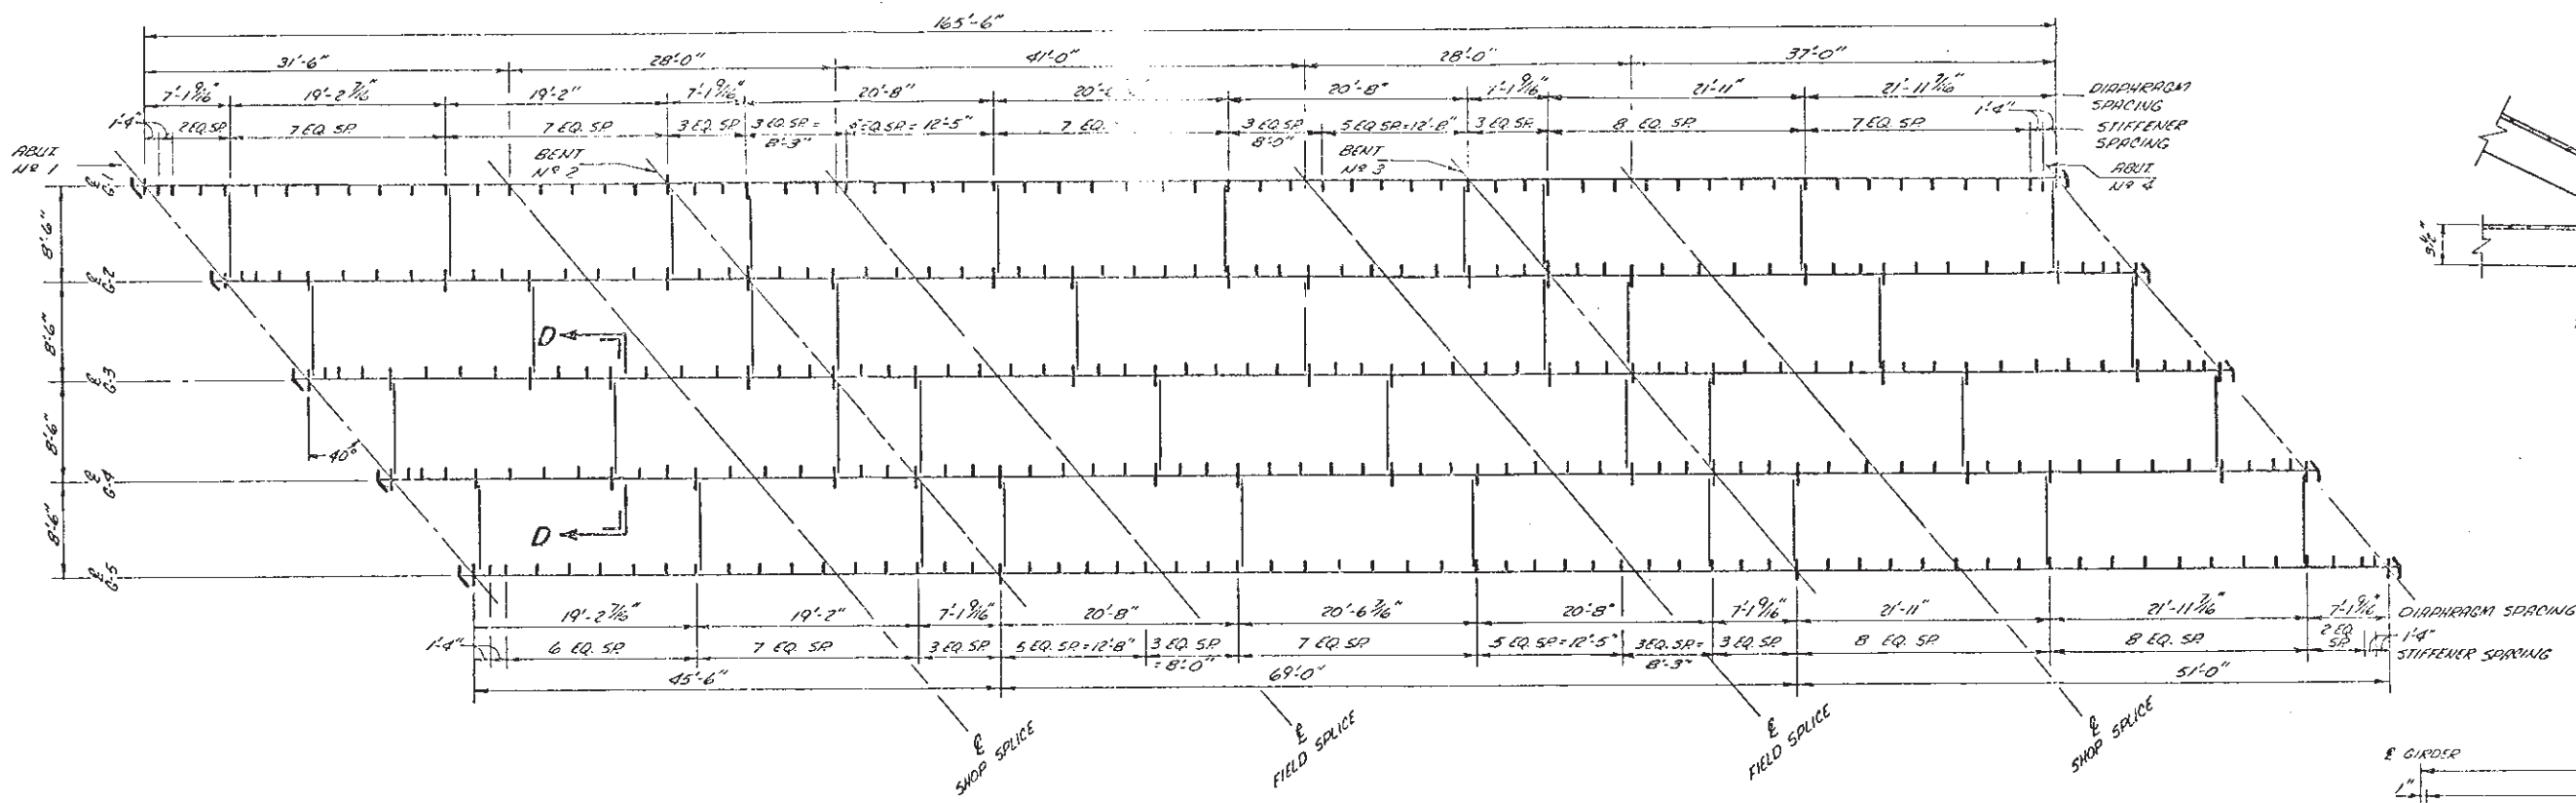 165'-6"
31'-6" 28'-0" 41'-0" 28'-0" 37'-0"
7'-1 9/16" 19'-2 7/16" 19'-2" 7'-1 9/16" 20'-8" 20'- 20'-8" 7'-1 9/16" 21'-11" 21'-11 7/16" DIAPHRAGM
SPACING
1'-4" 2 EQ. SP. 7 EQ. SP. 7 EQ. SP. 3 EQ. SP. 3 EQ. SP. = 5 EQ. SP. = 12'-5" 7 EQ. 3 EQ. SP. 5 EQ. SP. = 12'-8" 3 EQ. SP. 8 EQ. SP. 7 EQ. SP. 1'-4" STIFFENER
8'-3" 8'-0" SPACING
ABUT.
Nº 1
BENT
Nº 2
BENT
Nº 3
ABUT.
Nº 4
℄
G-1
8'-6"
℄
G-2
8'-6"
D
℄
G-3
8'-6"
40°
℄
G-4
8'-6"
D
℄
G-5
19'-2 7/16" 19'-2" 7'-1 9/16" 20'-8" 20'-6 7/16" 20'-8" 7'-1 9/16" 21'-11" 21'-11 7/16" 7'-1 9/16" DIAPHRAGM SPACING
1'-4" 6 EQ. SP. 7 EQ. SP. 3 EQ. SP. 5 EQ. SP. = 12'-8" 3 EQ. SP. 7 EQ. SP. 5 EQ. SP. = 12'-5" 3 EQ. SP. = 3 EQ. SP. 8 EQ. SP. 8 EQ. SP. 2 EQ. 1'-4"
= 8'-0" 8'-3" SP. STIFFENER SPACING
45'-6" 69'-0" 51'-0"
℄
SHOP SPLICE
℄
FIELD SPLICE
℄
FIELD SPLICE
℄
SHOP SPLICE
3½"
℄ GIRDER
1"